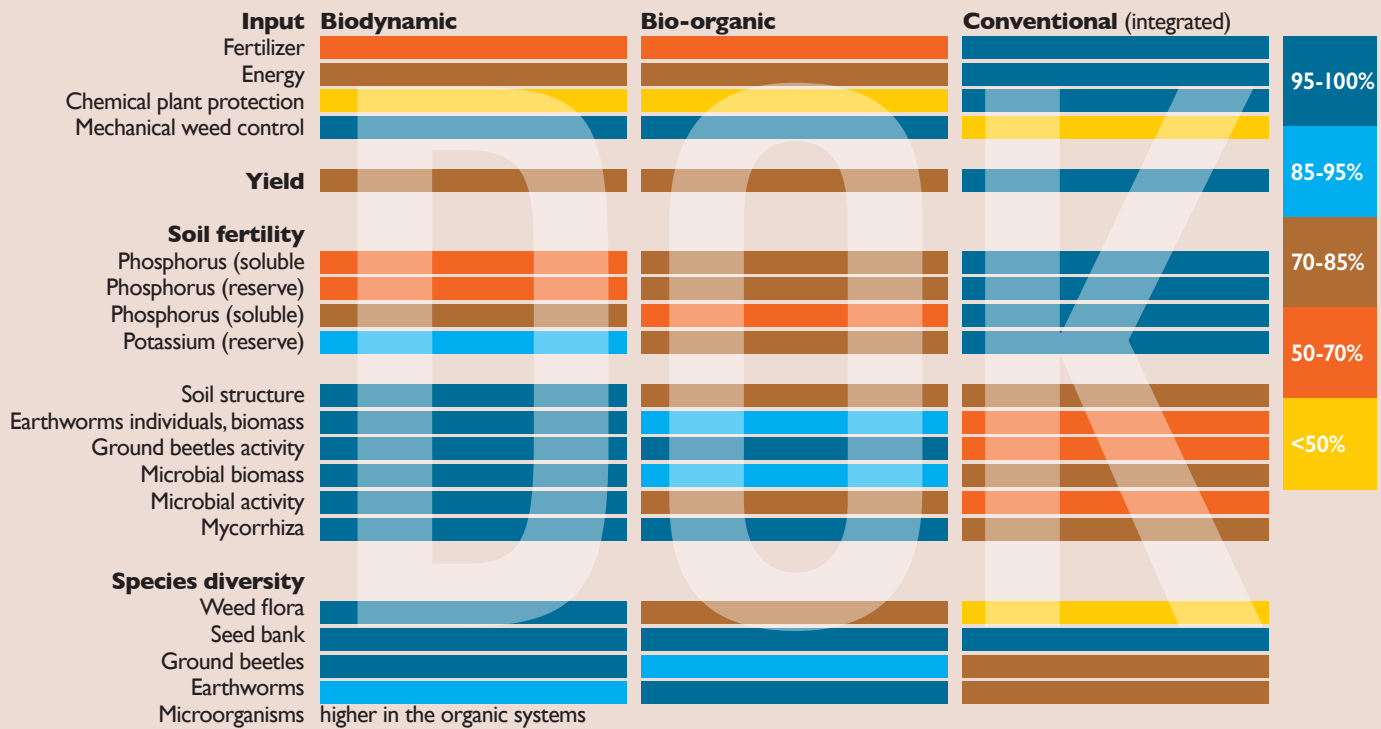 Input Biodynamic Bio-organic Conventional (integrated)
Fertilizer
Energy
Chemical plant protection
Mechanical weed control
Yield
Soil fertility
Phosphorus (soluble
Phosphorus (reserve)
Phosphorus (soluble)
Potassium (reserve)
Soil structure
Earthworms individuals, biomass
Ground beetles activity
Microbial biomass
Microbial activity
Mycorrhiza
Species diversity
Weed flora
Seed bank
Ground beetles
Earthworms
Microorganisms higher in the organic systems
95-100%
85-95%
70-85%
50-70%
<50%
DOK